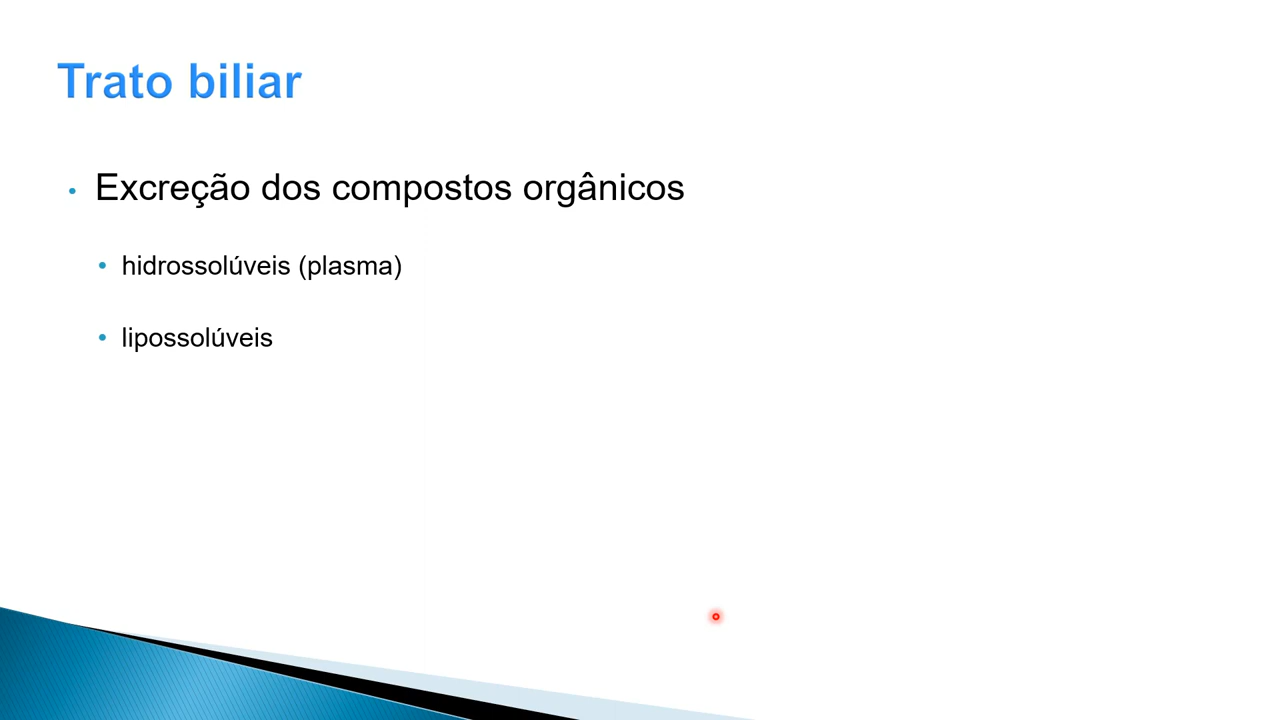 Trato biliar
• Excreção dos compostos orgânicos
• hidrossolúveis (plasma)
• lipossolúveis